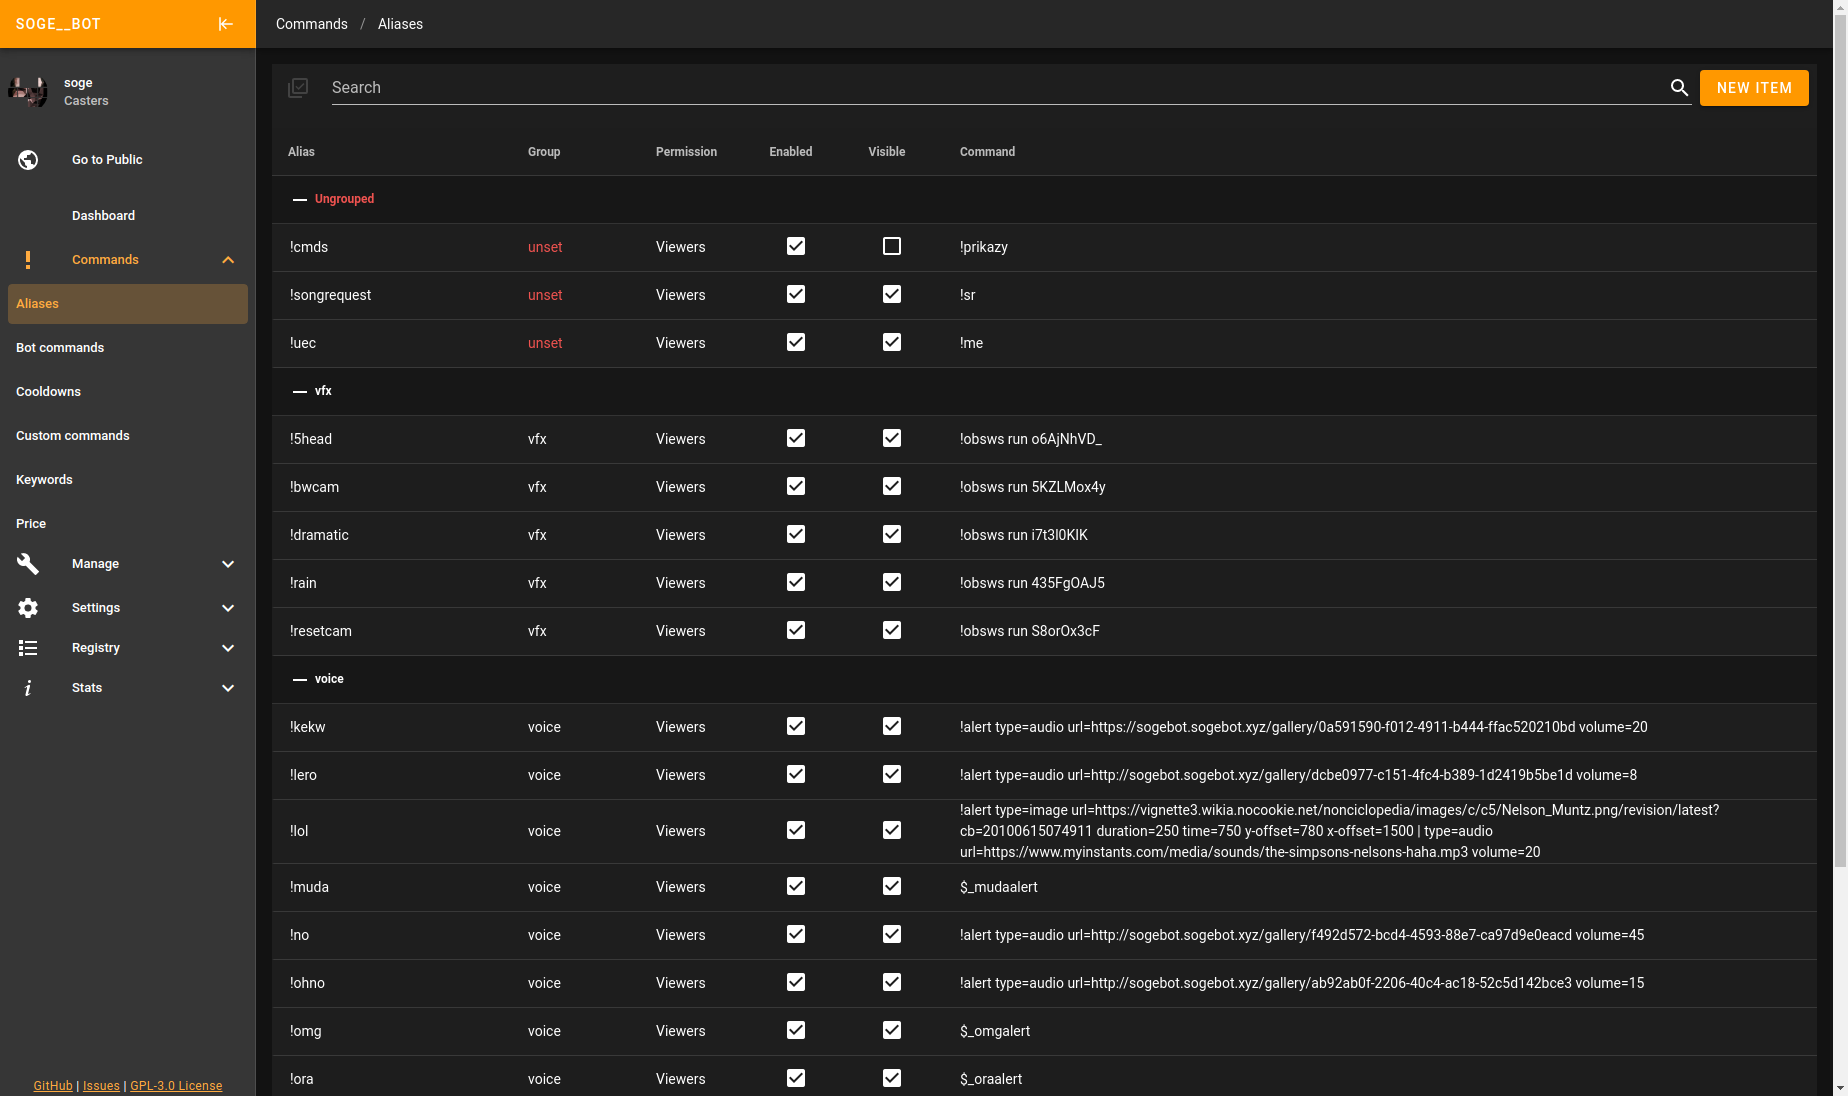 SOGE__BOT
Commands / Aliases
soge
Casters
Go to Public
Dashboard
Commands
Aliases
Bot commands
Cooldowns
Custom commands
Keywords
Price
Manage
Settings
Registry
Stats
GitHub | Issues | GPL-3.0 License
Search
NEW ITEM
Alias Group Permission Enabled Visible Command
Ungrouped
!cmds unset Viewers !prikazy
!songrequest unset Viewers !sr
!uec unset Viewers !me
vfx
!5head vfx Viewers !obsws run o6AjNhVD_
!bwcam vfx Viewers !obsws run 5KZLMox4y
!dramatic vfx Viewers !obsws run i7t3I0KIK
!rain vfx Viewers !obsws run 435FgOAJ5
!resetcam vfx Viewers !obsws run S8orOx3cF
voice
!kekw voice Viewers !alert type=audio url=https://sogebot.sogebot.xyz/gallery/0a591590-f012-4911-b444-ffac520210bd volume=20
!lero voice Viewers !alert type=audio url=http://sogebot.sogebot.xyz/gallery/dcbe0977-c151-4fc4-b389-1d2419b5be1d volume=8
!lol voice Viewers !alert type=image url=https://vignette3.wikia.nocookie.net/nonciclopedia/images/c/c5/Nelson_Muntz.png/revision/latest?
cb=20100615074911 duration=250 time=750 y-offset=780 x-offset=1500 | type=audio
url=https://www.myinstants.com/media/sounds/the-simpsons-nelsons-haha.mp3 volume=20
!muda voice Viewers $_mudaalert
!no voice Viewers !alert type=audio url=http://sogebot.sogebot.xyz/gallery/f492d572-bcd4-4593-88e7-ca97d9e0eacd volume=45
!ohno voice Viewers !alert type=audio url=http://sogebot.sogebot.xyz/gallery/ab92ab0f-2206-40c4-ac18-52c5d142bce3 volume=15
!omg voice Viewers $_omgalert
!ora voice Viewers $_oraalert